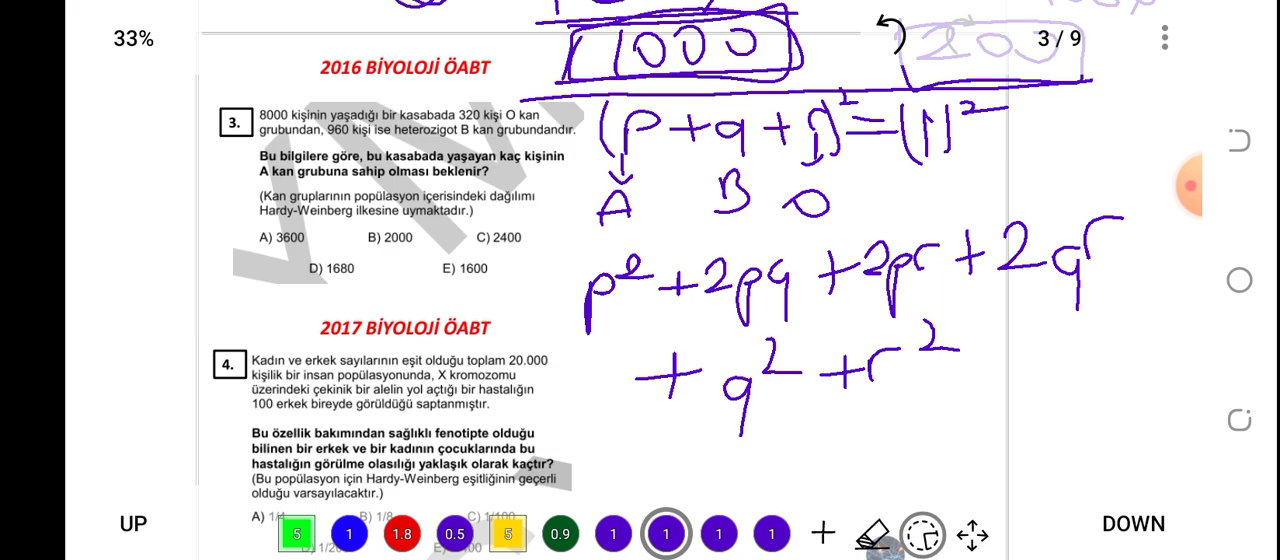 33%
1000
200
3 / 9
2016 BİYOLOJİ ÖABT
3.
8000 kişinin yaşadığı bir kasabada 320 kişi O kan
grubundan, 960 kişi ise heterozigot B kan grubundandır.
Bu bilgilere göre, bu kasabada yaşayan kaç kişinin
A kan grubuna sahip olması beklenir?
(Kan gruplarının popülasyon içerisindeki dağılımı
Hardy-Weinberg ilkesine uymaktadır.)
A) 3600 B) 2000 C) 2400
D) 1680 E) 1600
(p+q+r)²=(1)²
A B O
p²+2pq+2pr+2qr
+q²+r²
2017 BİYOLOJİ ÖABT
4.
Kadın ve erkek sayılarının eşit olduğu toplam 20.000
kişilik bir insan popülasyonunda, X kromozomu
üzerindeki çekinik bir alelin yol açtığı bir hastalığın
100 erkek bireyde görüldüğü saptanmıştır.
Bu özellik bakımından sağlıklı fenotipte olduğu
bilinen bir erkek ve bir kadının çocuklarında bu
hastalığın görülme olasılığı yaklaşık olarak kaçtır?
(Bu popülasyon için Hardy-Weinberg eşitliğinin geçerli
olduğu varsayılacaktır.)
A) 1/4 B) 1/8 C) 1/100
UP 5 1 1.8 0.5 5 0.9 1 1 1 1 DOWN